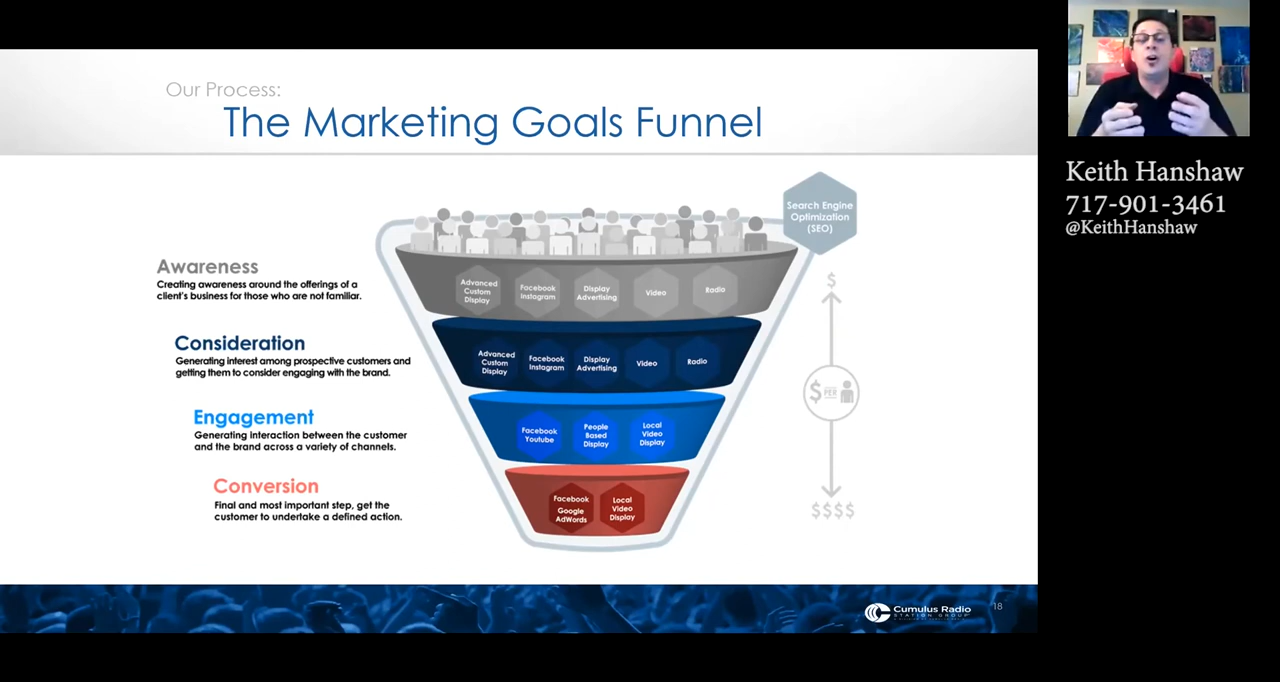 Our Process:
The Marketing Goals Funnel
Keith Hanshaw
717-901-3461
@KeithHanshaw
Search Engine
Optimization
(SEO)
Awareness
Creating awareness around the offerings of a
client's business for those who are not familiar.
Advanced
Custom
Display
Facebook
Instagram
Display
Advertising
Video
Radio
$
Consideration
Generating interest among prospective customers and
getting them to consider engaging with the brand.
Advanced
Custom
Display
Facebook
Instagram
Display
Advertising
Video
Radio
$ PER
Engagement
Generating interaction between the customer
and the brand across a variety of channels.
Facebook
Youtube
People
Based
Display
Local
Video
Display
Conversion
Final and most important step, get the
customer to undertake a defined action.
Facebook
Google
AdWords
Local
Video
Display
$$$$
Cumulus Radio
STATION GROUP
18